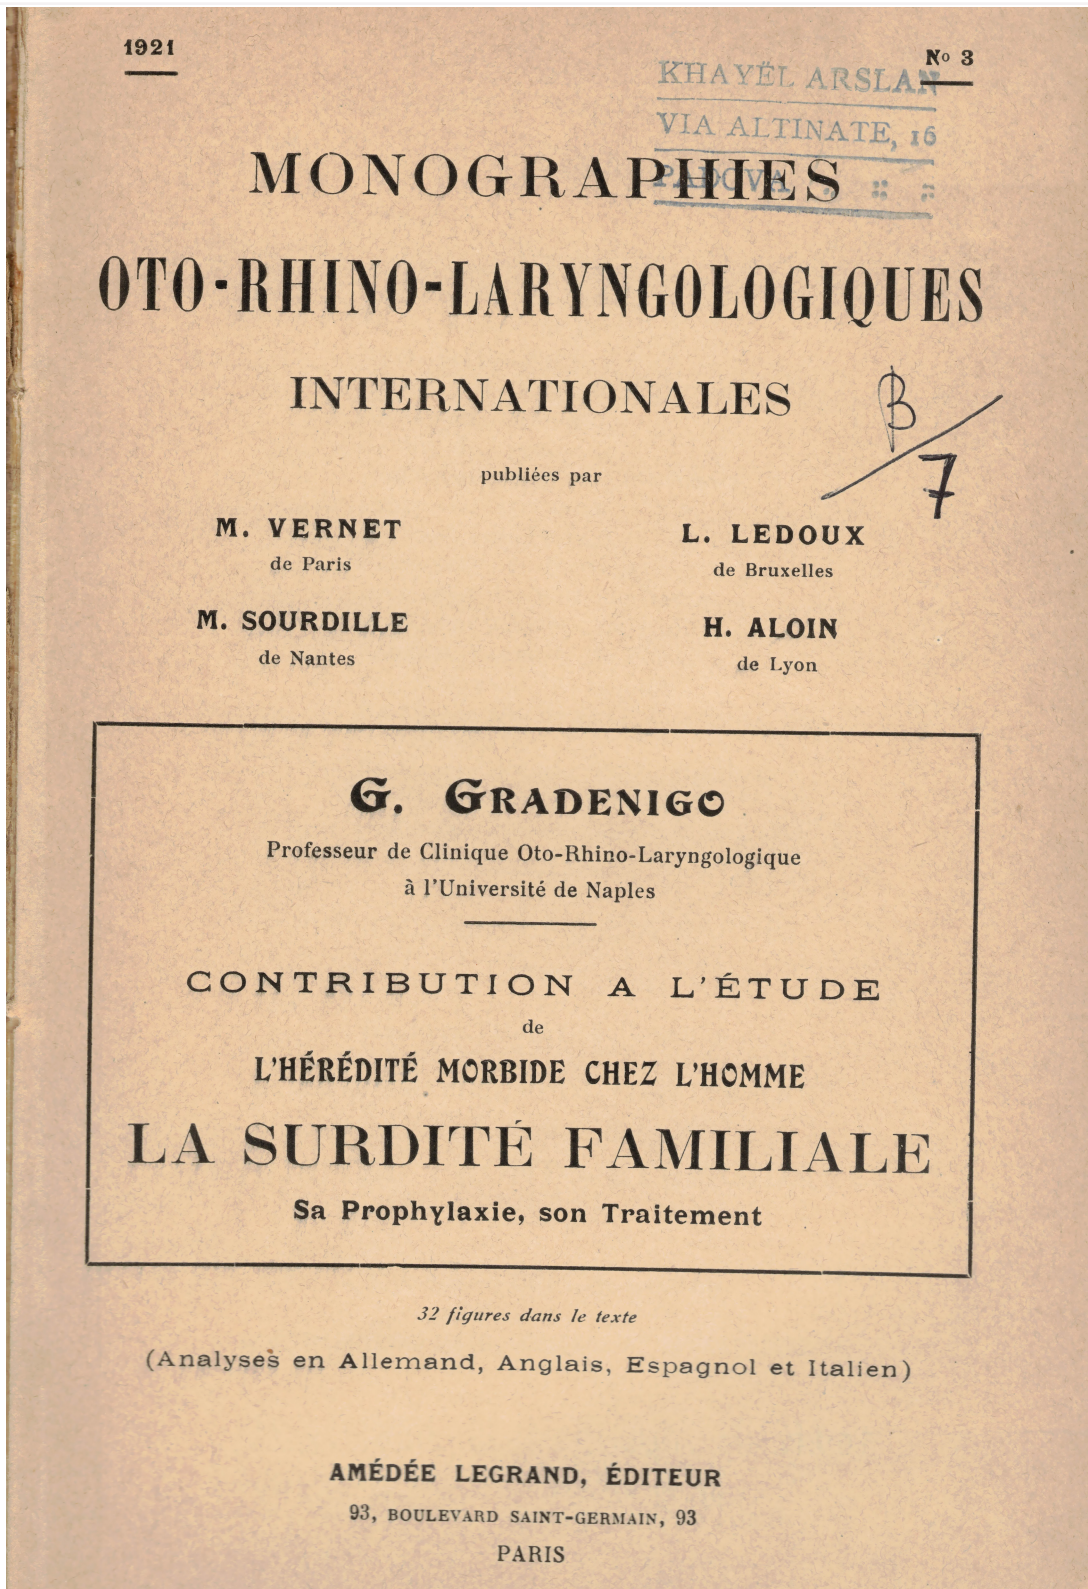 1921
Nº 3
KHAYËL ARSLAN
VIA ALTINATE, 16
PADOVA
MONOGRAPHIES
OTO-RHINO-LARYNGOLOGIQUES
INTERNATIONALES
B/7
publiées par
M. VERNET
de Paris
L. LEDOUX
de Bruxelles
M. SOURDILLE
de Nantes
H. ALOIN
de Lyon
G. GRADENIGO
Professeur de Clinique Oto-Rhino-Laryngologique
à l'Université de Naples
CONTRIBUTION A L'ÉTUDE
de
L'HÉRÉDITÉ MORBIDE CHEZ L'HOMME
LA SURDITÉ FAMILIALE
Sa Prophylaxie, son Traitement
32 figures dans le texte
(Analyses en Allemand, Anglais, Espagnol et Italien)
AMÉDÉE LEGRAND, ÉDITEUR
93, BOULEVARD SAINT-GERMAIN, 93
PARIS